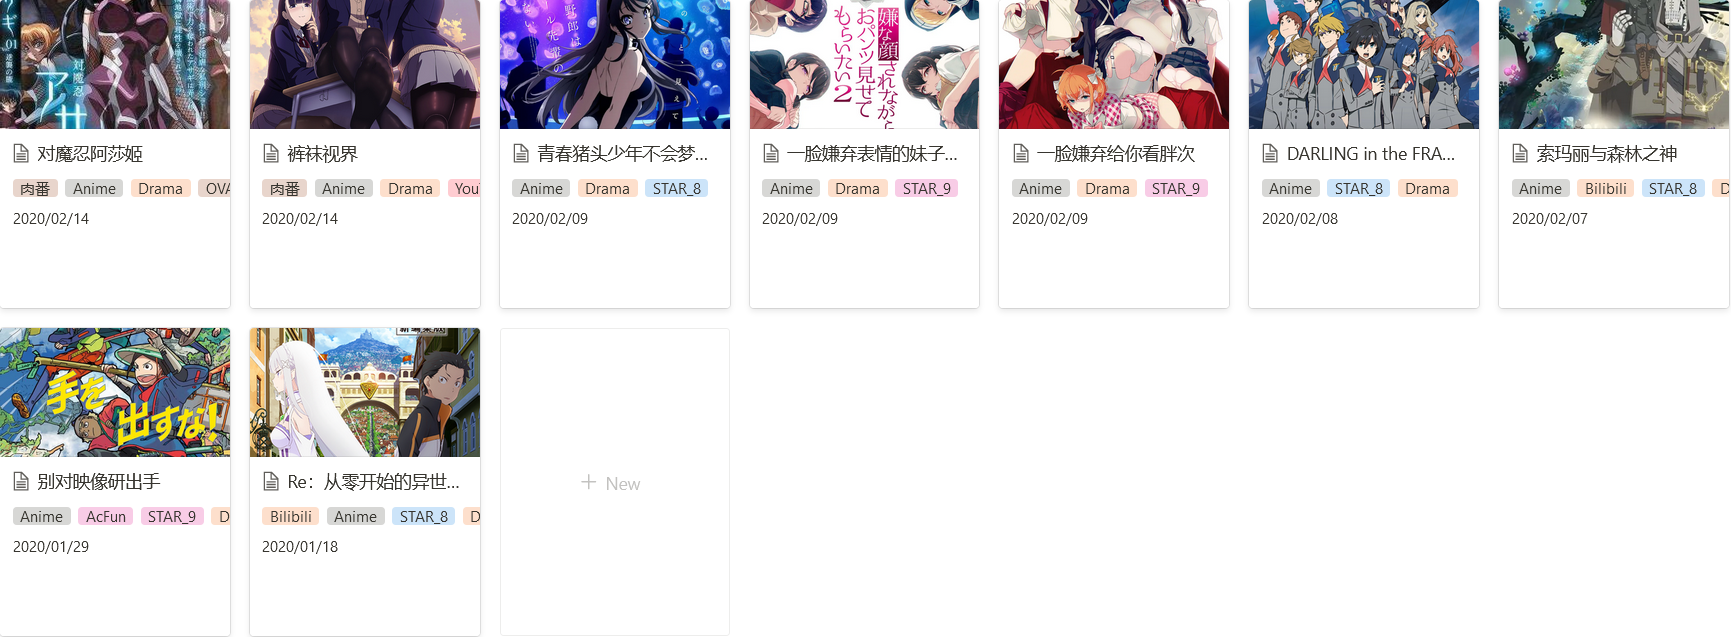 01
対魔忍
アサ
嫌な顔されながら
おパンツ見せて
もらいたい2
对魔忍阿莎姬
肉番 Anime Drama OVA
2020/02/14
裤袜视界
肉番 Anime Drama You
2020/02/14
青春猪头少年不会梦...
Anime Drama STAR_8
2020/02/09
一脸嫌弃表情的妹子...
Anime Drama STAR_9
2020/02/09
一脸嫌弃给你看胖次
Anime Drama STAR_9
2020/02/09
DARLING in the FRA...
Anime STAR_8 Drama
2020/02/08
索玛丽与森林之神
Anime Bilibili STAR_8 D
2020/02/07
手を
出すな!
别对映像研出手
Anime AcFun STAR_9 D
2020/01/29
Re：从零开始的异世...
Bilibili Anime STAR_8 D
2020/01/18
+ New